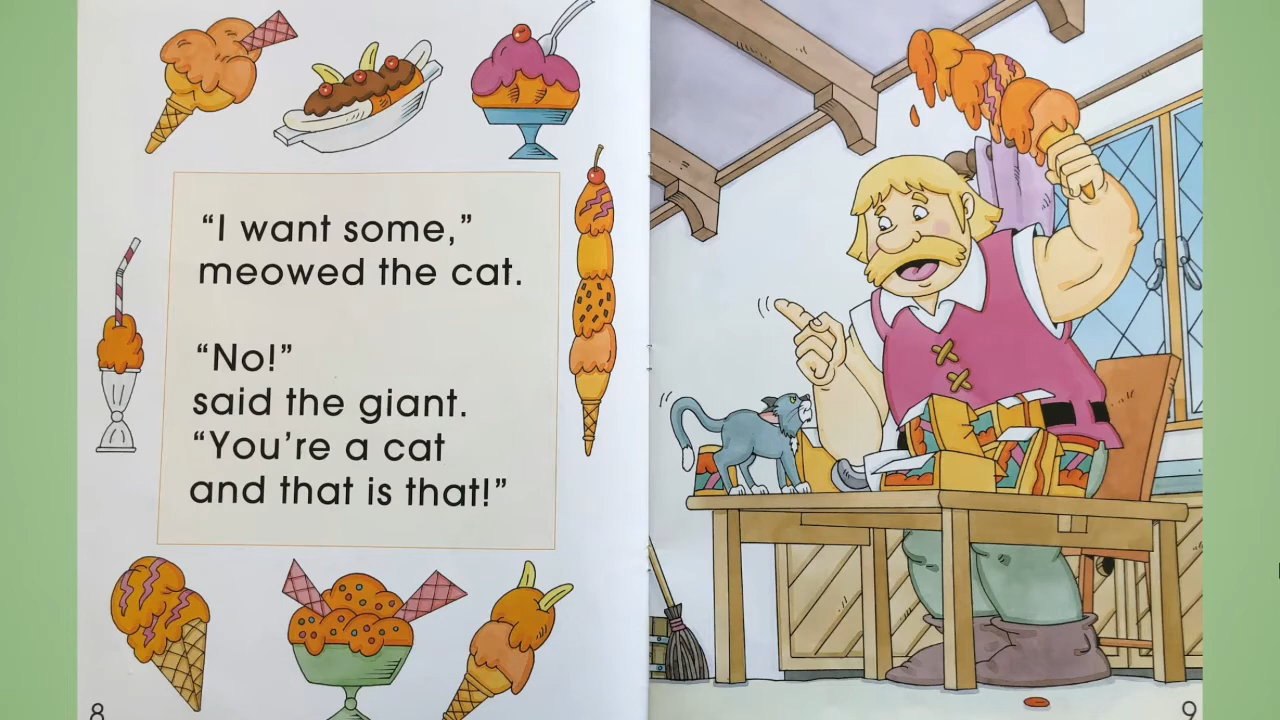 “I want some,”
meowed the cat.
“No!”
said the giant.
“You’re a cat
and that is that!”
8
9